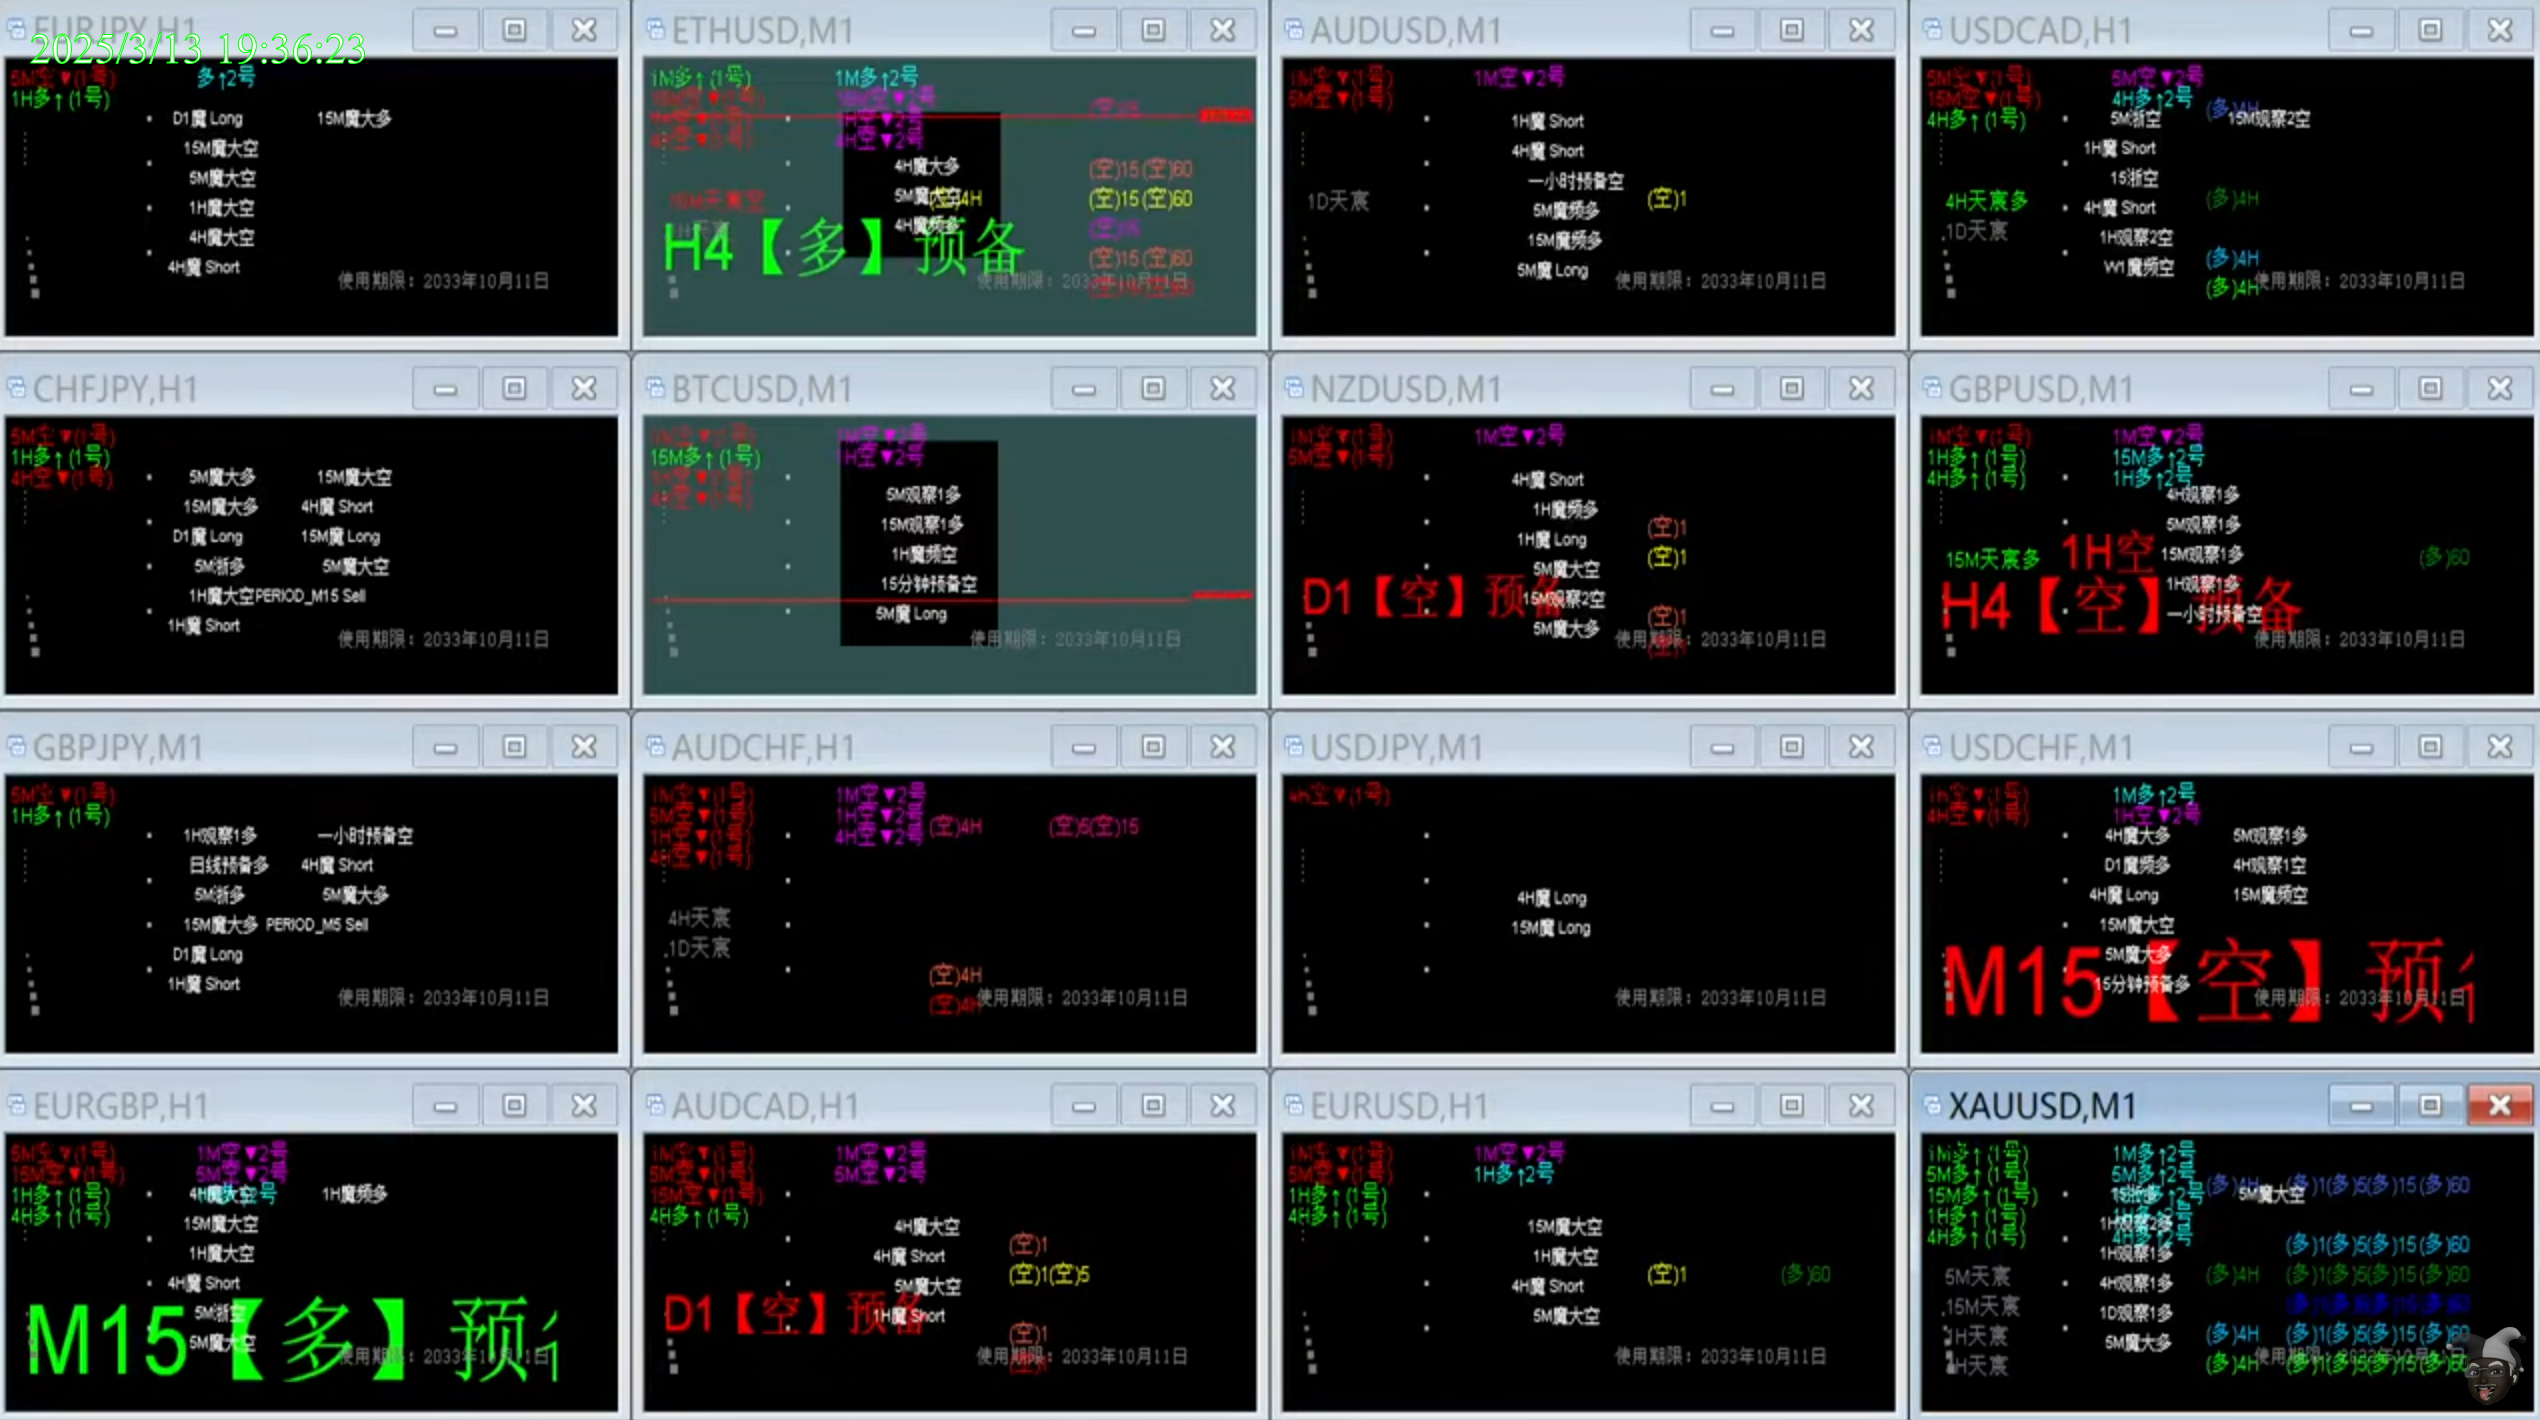 EURJPY,H1
2025/3/13 19:36:23
5M空▼(1号) 多↑2号
1H多↑(1号)
D1魔 Long 15M魔大多
15M魔大空
5M魔大空
1H魔大空
4H魔大空
4H魔 Short
使用期限：2033年10月11日
ETHUSD,M1
1M多↑(1号) 1M多↑2号
4H空▼(1号) 4H空▼2号
4H魔大多 (空)15(空)60
5M魔大空 (空)15(空)60
4H魔频多
(空)15(空)60
H4【多】预备
AUDUSD,M1
1M空▼(1号) 1M空▼2号
5M空▼(1号)
1H魔 Short
4H魔 Short
一小时预备空
1D天宸 (空)1
5M魔频多
15M魔频多
5M魔 Long
使用期限：2033年10月11日
USDCAD,H1
5M空▼(1号) 5M空▼2号
15M空▼(1号) 4H多↑2号 (多)4H
4H多↑(1号) 5M浙空 15M观察2空
1H魔 Short
15浙空
4H天宸多 (多)4H
4H魔 Short
1D天宸
1H观察2空
W1魔频空 (多)4H
(多)4H
使用期限：2033年10月11日
CHFJPY,H1
5M空▼(1号)
1H多↑(1号)
4H空▼(1号)
5M魔大多 15M魔大空
15M魔大多 4H魔 Short
D1魔 Long 15M魔 Long
5M浙多 5M魔大空
1H魔大空PERIOD_M15 Sell
1H魔 Short
使用期限：2033年10月11日
BTCUSD,M1
1M空▼(1号) 1M空▼2号
15M多↑(1号) 1H空▼2号
1H空▼(1号)
4H空▼(1号)
5M观察1多
15M观察1多
1H魔频空
15分钟预备空
5M魔 Long
使用期限：2033年10月11日
NZDUSD,M1
1M空▼(1号) 1M空▼2号
5M空▼(1号)
4H魔 Short
1H魔频多
(空)1
1H魔 Long
(空)1
5M魔大空
D1【空】预备
15M观察2空
5M魔大多 (空)1
使用期限：2033年10月11日
GBPUSD,M1
1M空▼(1号) 1M空▼2号
1H多↑(1号) 15M多↑2号
4H多↑(1号) 1H多↑2号
4H观察1多
5M观察1多
15M天宸多 1H空 15M观察1多 (多)60
1H观察1多
H4【空】预备
一小时预备空
使用期限：2033年10月11日
GBPJPY,M1
5M空▼(1号)
1H多↑(1号)
1H观察1多 一小时预备空
日线预备多 4H魔 Short
5M浙多 5M魔大多
15M魔大多 PERIOD_M5 Sell
D1魔 Long
1H魔 Short
使用期限：2033年10月11日
AUDCHF,H1
1M空▼(1号) 1M空▼2号
5M空▼(1号) 1H空▼2号
1H空▼(1号) 4H空▼2号 (空)4H (空)5(空)15
4H空▼(1号)
4H天宸
1D天宸
(空)4H
(空)4H
使用期限：2033年10月11日
USDJPY,M1
4H空▼(1号)
4H魔 Long
15M魔 Long
使用期限：2033年10月11日
USDCHF,M1
1H空▼(1号) 1M多↑2号
4H空▼(1号) 1H空▼2号
4H魔大多 5M观察1多
D1魔频多 4H观察1空
4H魔 Long 15M魔频空
15M魔大空
5M魔大多
M15【空】预
15分钟预备多
使用期限：2033年10月11日
EURGBP,H1
5M空▼(1号) 1M空▼2号
15M空▼(1号) 5M空▼2号
1H多↑(1号) 4H魔大空 1H魔频多
4H多↑(1号)
15M魔大空
1H魔大空
4H魔 Short
5M浙空
5M魔大空
M15【多】预
AUDCAD,H1
1M空▼(1号) 1M空▼2号
5M空▼(1号) 5M空▼2号
15M空▼(1号)
4H多↑(1号)
4H魔大空
(空)1
4H魔 Short
(空)1(空)5
5M魔大空
D1【空】预备
1H魔 Short
(空)1
使用期限：2033年10月11日
EURUSD,H1
1M空▼(1号) 1M空▼2号
5M空▼(1号) 1H多↑2号
1H多↑(1号)
4H多↑(1号)
15M魔大空
1H魔大空
(空)1 (多)60
4H魔 Short
5M魔大空
使用期限：2033年10月11日
XAUUSD,M1
1M多↑(1号) 1M多↑2号
5M多↑(1号) 5M多↑2号
15M多↑(1号) (多)4H (多)1(多)5(多)15(多)60
5M魔大空
1H多↑(1号) 1H观察2多
4H多↑(1号) 4H多↑2号 (多)1(多)5(多)15(多)60
1H观察1多
5M天宸 4H观察1多 (多)4H (多)1(多)5(多)15(多)60
15M天宸 1D观察1多
1H天宸 5M魔大多 (多)4H (多)1(多)5(多)15(多)60
H天宸 (多)4H (多)1(多)5(多)15(多)60